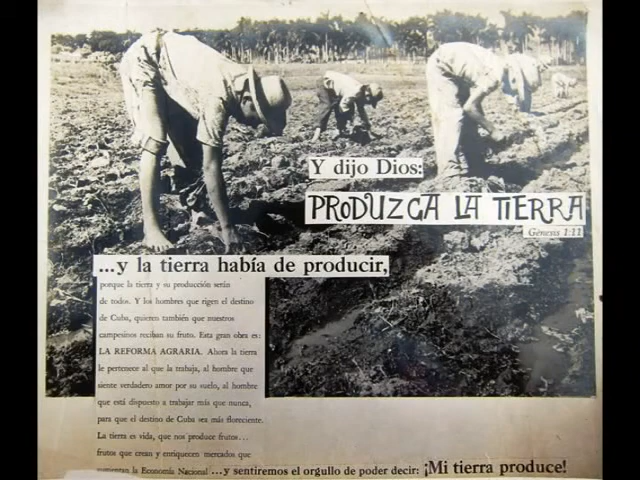 Y dijo Dios:
PRODUZCA LA TIERRA
Génesis 1:11
...y la tierra había de producir,
porque la tierra y su producción serán
de todos. Y los hombres que rigen el destino
de Cuba, quieren también que nuestros
campesinos reciban su fruto. Esta gran obra es:
LA REFORMA AGRARIA. Ahora la tierra
le pertenece al que la trabaja, al hombre que
siente verdadero amor por su suelo, al hombre
que está dispuesto a trabajar más que nunca,
para que el destino de Cuba sea más floreciente.
La tierra es vida, que nos produce frutos...
frutos que crean y enriquecen mercados que
aumentan la Economía Nacional ...y sentiremos el orgullo de poder decir: ¡Mi tierra produce!